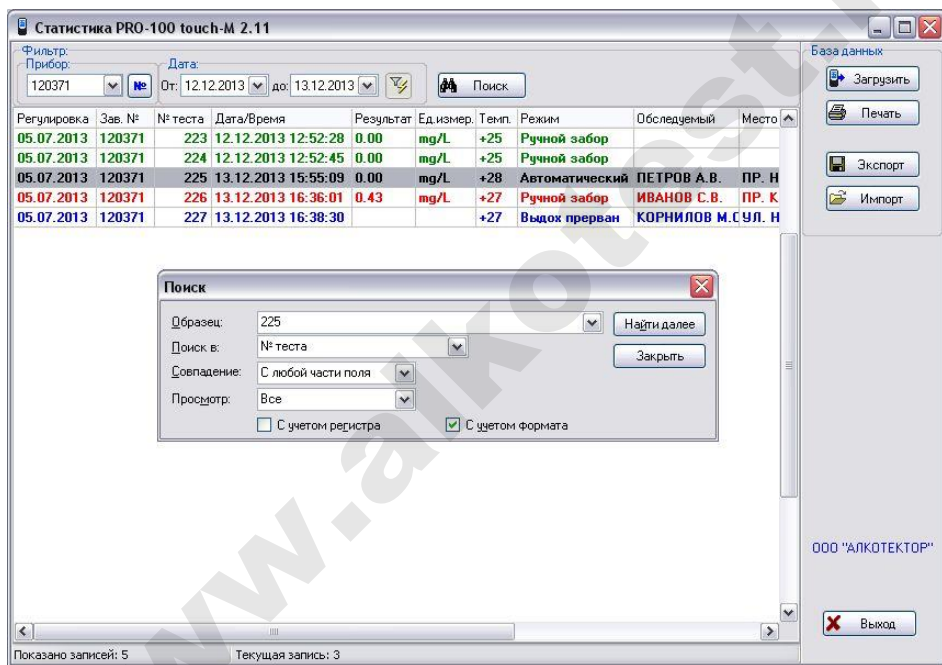 Статистика PRO-100 touch-M 2.11
Фильтр:
Прибор: Дата:
120371 № От: 12.12.2013 до: 13.12.2013 Поиск
База данных
Загрузить
Печать
Экспорт
Импорт
Регулировка Зав. № № теста Дата/Время Результат Ед.измер. Темп. Режим Обследуемый Место
05.07.2013 120371 223 12.12.2013 12:52:28 0.00 mg/L +25 Ручной забор
05.07.2013 120371 224 12.12.2013 12:52:45 0.00 mg/L +25 Ручной забор
05.07.2013 120371 225 13.12.2013 15:55:09 0.00 mg/L +28 Автоматический ПЕТРОВ А.В. ПР. Н
05.07.2013 120371 226 13.12.2013 16:36:01 0.43 mg/L +27 Ручной забор ИВАНОВ С.В. ПР. К
05.07.2013 120371 227 13.12.2013 16:38:30 +27 Выдох прерван КОРНИЛОВ М.С УЛ. Н
Поиск
Образец: 225 Найти далее
Поиск в: № теста Закрыть
Совпадение: С любой части поля
Просмотр: Все
С учетом регистра С учетом формата
ООО "АЛКОТЕКТОР"
Выход
Показано записей: 5 Текущая запись: 3
www.alkotest.